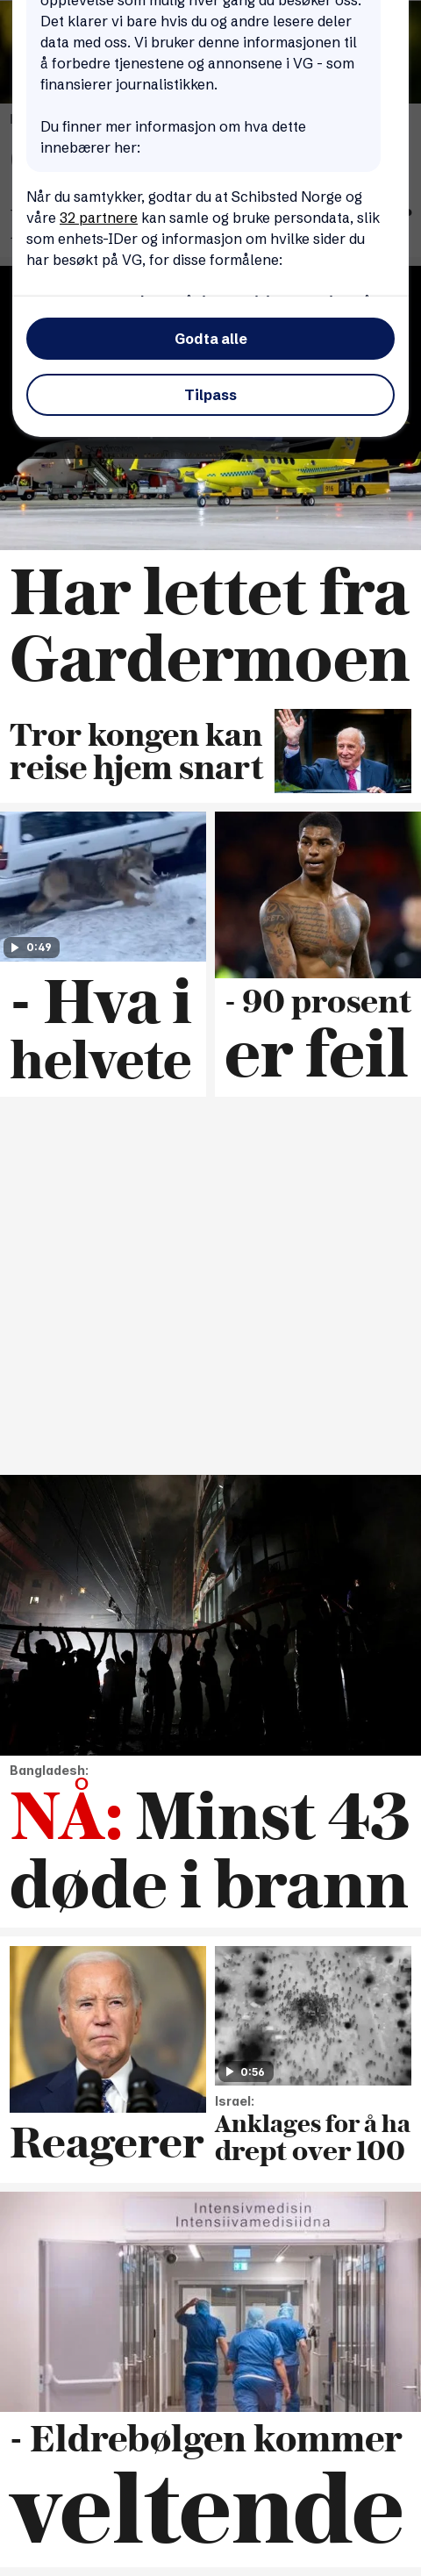 opplevelse som mulig hver gang du besøker oss.
Det klarer vi bare hvis du og andre lesere deler
data med oss. Vi bruker denne informasjonen til
å forbedre tjenestene og annonsene i VG - som
finansierer journalistikken.
Du finner mer informasjon om hva dette
innebærer her:
Når du samtykker, godtar du at Schibsted Norge og
våre 32 partnere kan samle og bruke persondata, slik
som enhets-IDer og informasjon om hvilke sider du
har besøkt på VG, for disse formålene:
Godta alle
Tilpass
Har lettet fra
Gardermoen
Tror kongen kan
reise hjem snart
0:49
- Hva i
helvete
- 90 prosent
er feil
Bangladesh:
NÅ: Minst 43
døde i brann
Reagerer
0:56
Israel:
Anklages for å ha
drept over 100
Intensivmedisin
Intensiivamedisiidna
- Eldrebølgen kommer
veltende